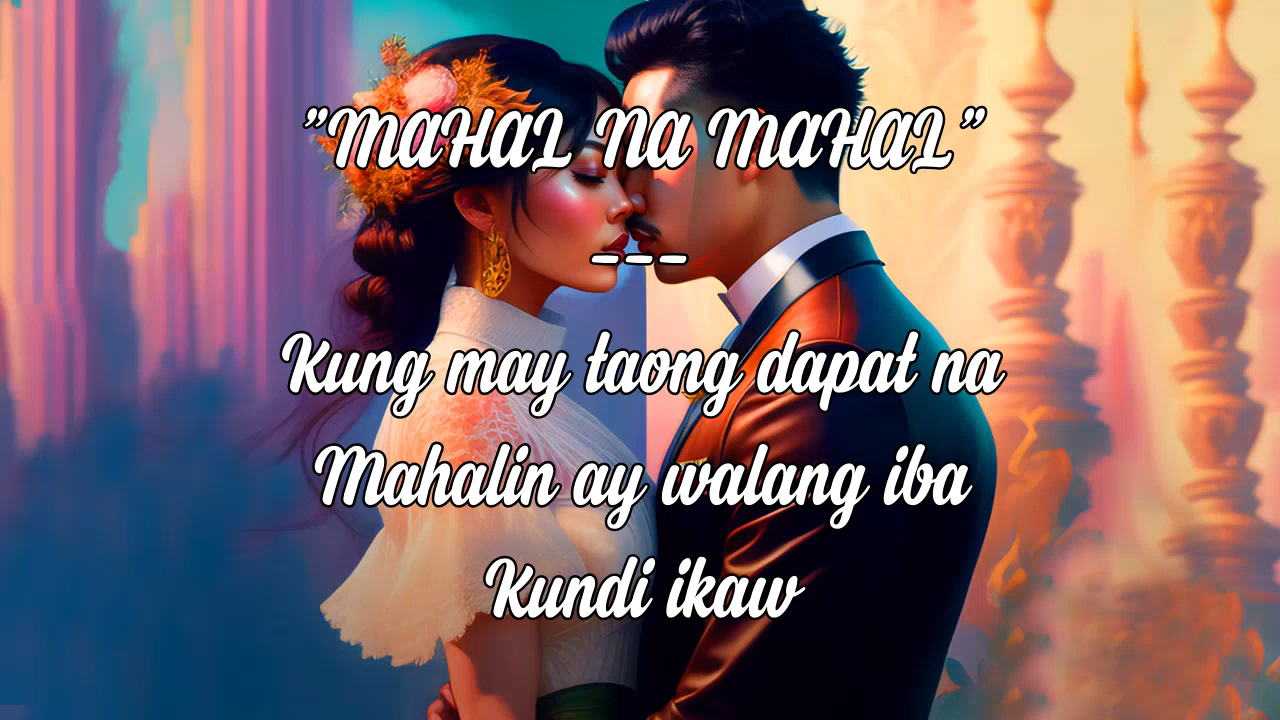 "MAHAL NA MAHAL"
---
Kung may taong dapat na
Mahalin ay walang iba
Kundi ikaw